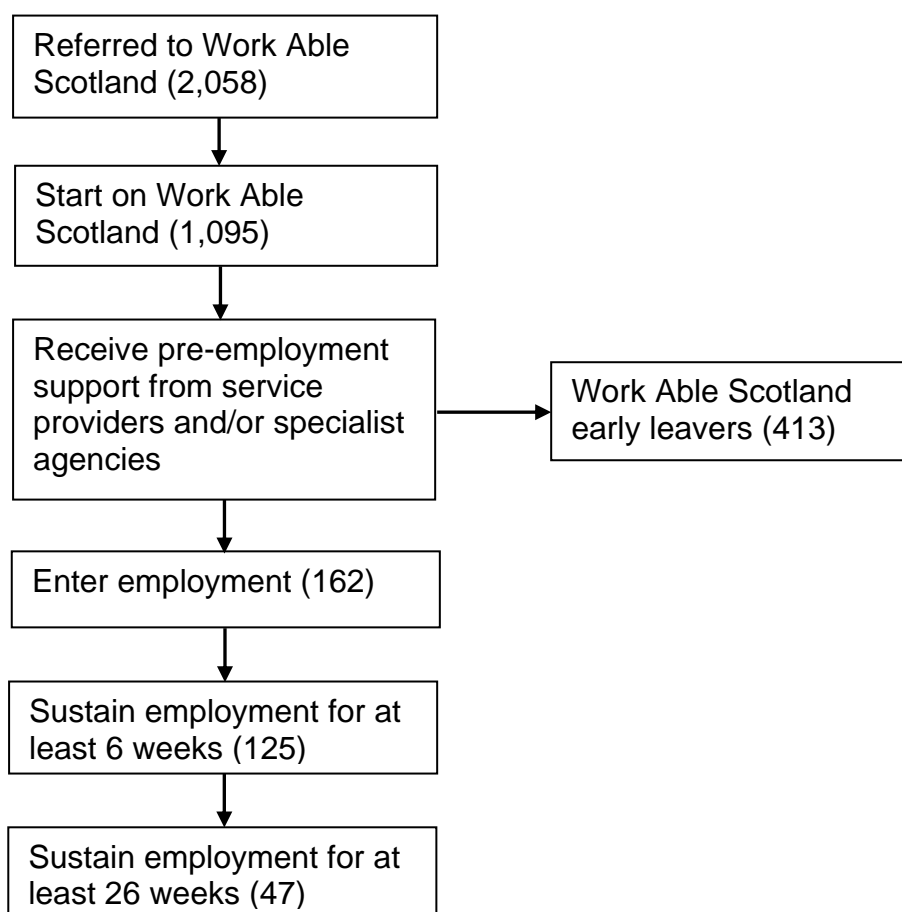 Referred to Work Able
Scotland (2,058)
Start on Work Able
Scotland (1,095)
Receive pre-employment
support from service
providers and/or specialist
agencies
Work Able Scotland
early leavers (413)
Enter employment (162)
Sustain employment for at
least 6 weeks (125)
Sustain employment for at
least 26 weeks (47)